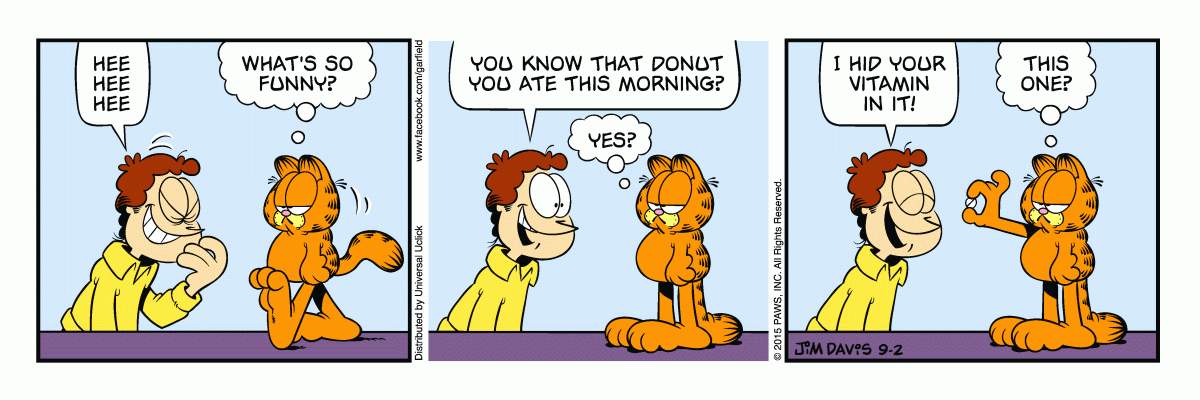 HEE
HEE
HEE
WHAT'S SO
FUNNY?
www.facebook.com/garfield
Distributed by Universal Uclick
YOU KNOW THAT DONUT
YOU ATE THIS MORNING?
YES?
© 2015 PAWS, INC. All Rights Reserved.
I HID YOUR
VITAMIN
IN IT!
THIS
ONE?
JIM DAVIS 9-2